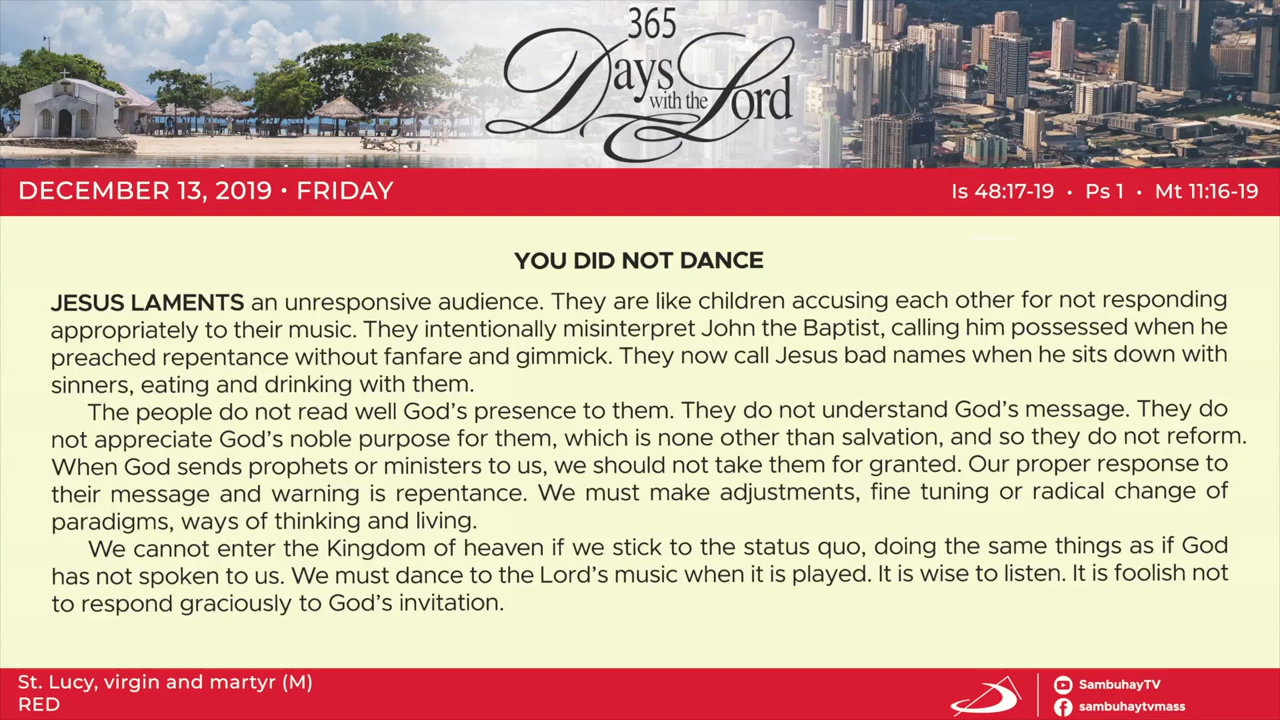 365
Days with the Lord
DECEMBER 13, 2019 • FRIDAY
Is 48:17-19 • Ps 1 • Mt 11:16-19
YOU DID NOT DANCE
JESUS LAMENTS an unresponsive audience. They are like children accusing each other for not responding
appropriately to their music. They intentionally misinterpret John the Baptist, calling him possessed when he
preached repentance without fanfare and gimmick. They now call Jesus bad names when he sits down with
sinners, eating and drinking with them.
The people do not read well God's presence to them. They do not understand God's message. They do
not appreciate God's noble purpose for them, which is none other than salvation, and so they do not reform.
When God sends prophets or ministers to us, we should not take them for granted. Our proper response to
their message and warning is repentance. We must make adjustments, fine tuning or radical change of
paradigms, ways of thinking and living.
We cannot enter the Kingdom of heaven if we stick to the status quo, doing the same things as if God
has not spoken to us. We must dance to the Lord's music when it is played. It is wise to listen. It is foolish not
to respond graciously to God's invitation.
St. Lucy, virgin and martyr (M)
RED
SambuhayTV
sambuhaytvmass